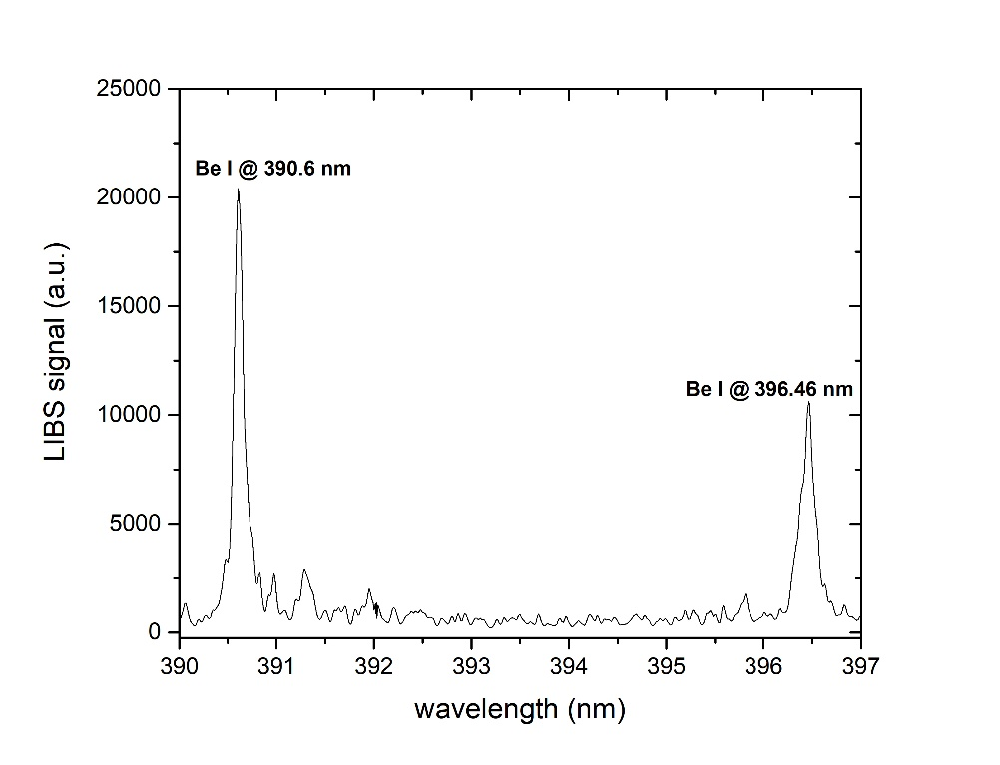 25000
Be I @ 390.6 nm
20000
15000
Be I @ 396.46 nm
10000
5000
0
LIBS signal (a.u.)
390 391 392 393 394 395 396 397
wavelength (nm)